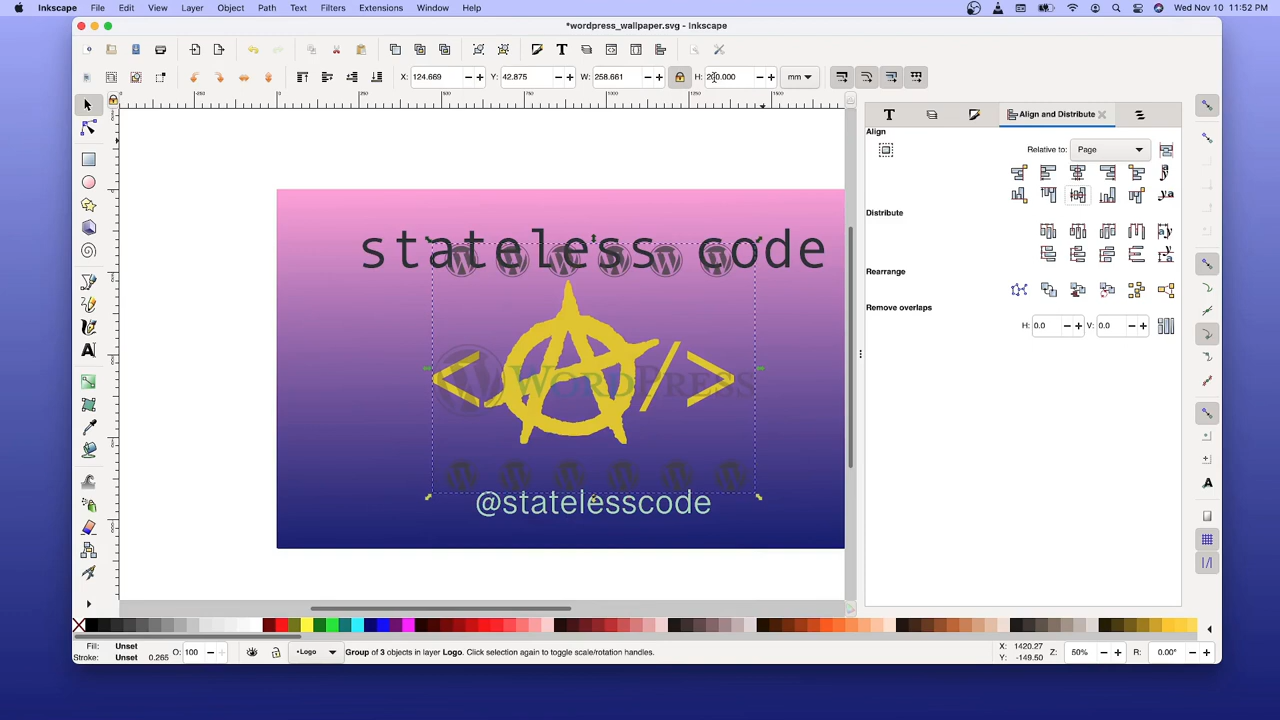 Inkscape File Edit View Layer Object Path Text Filters Extensions Window Help Wed Nov 10 11:52 PM
*wordpress_wallpaper.svg - Inkscape
X: 124.669 Y: 42.875 W: 258.661 H: 200.000 mm
Align and Distribute
Align
Relative to: Page
Distribute
Rearrange
Remove overlaps
H: 0.0 V: 0.0
stateless code
</>
WORDPRESS
@statelesscode
Fill: Unset
Stroke: Unset 0.265
O: 100
•Logo
Group of 3 objects in layer Logo. Click selection again to toggle scale/rotation handles.
X: 1420.27
Y: -149.50
Z: 50%
R: 0.00°